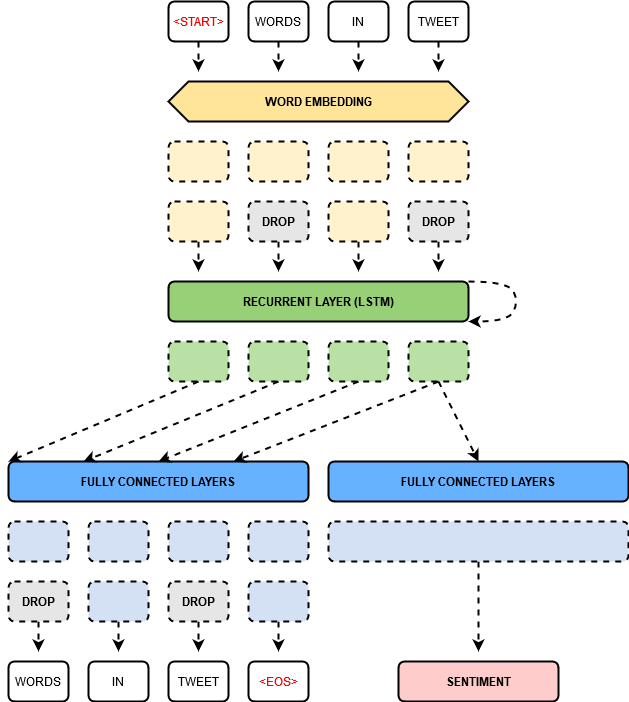 <START> WORDS IN TWEET
WORD EMBEDDING
DROP DROP
RECURRENT LAYER (LSTM)
FULLY CONNECTED LAYERS FULLY CONNECTED LAYERS
DROP DROP
WORDS IN TWEET <EOS> SENTIMENT